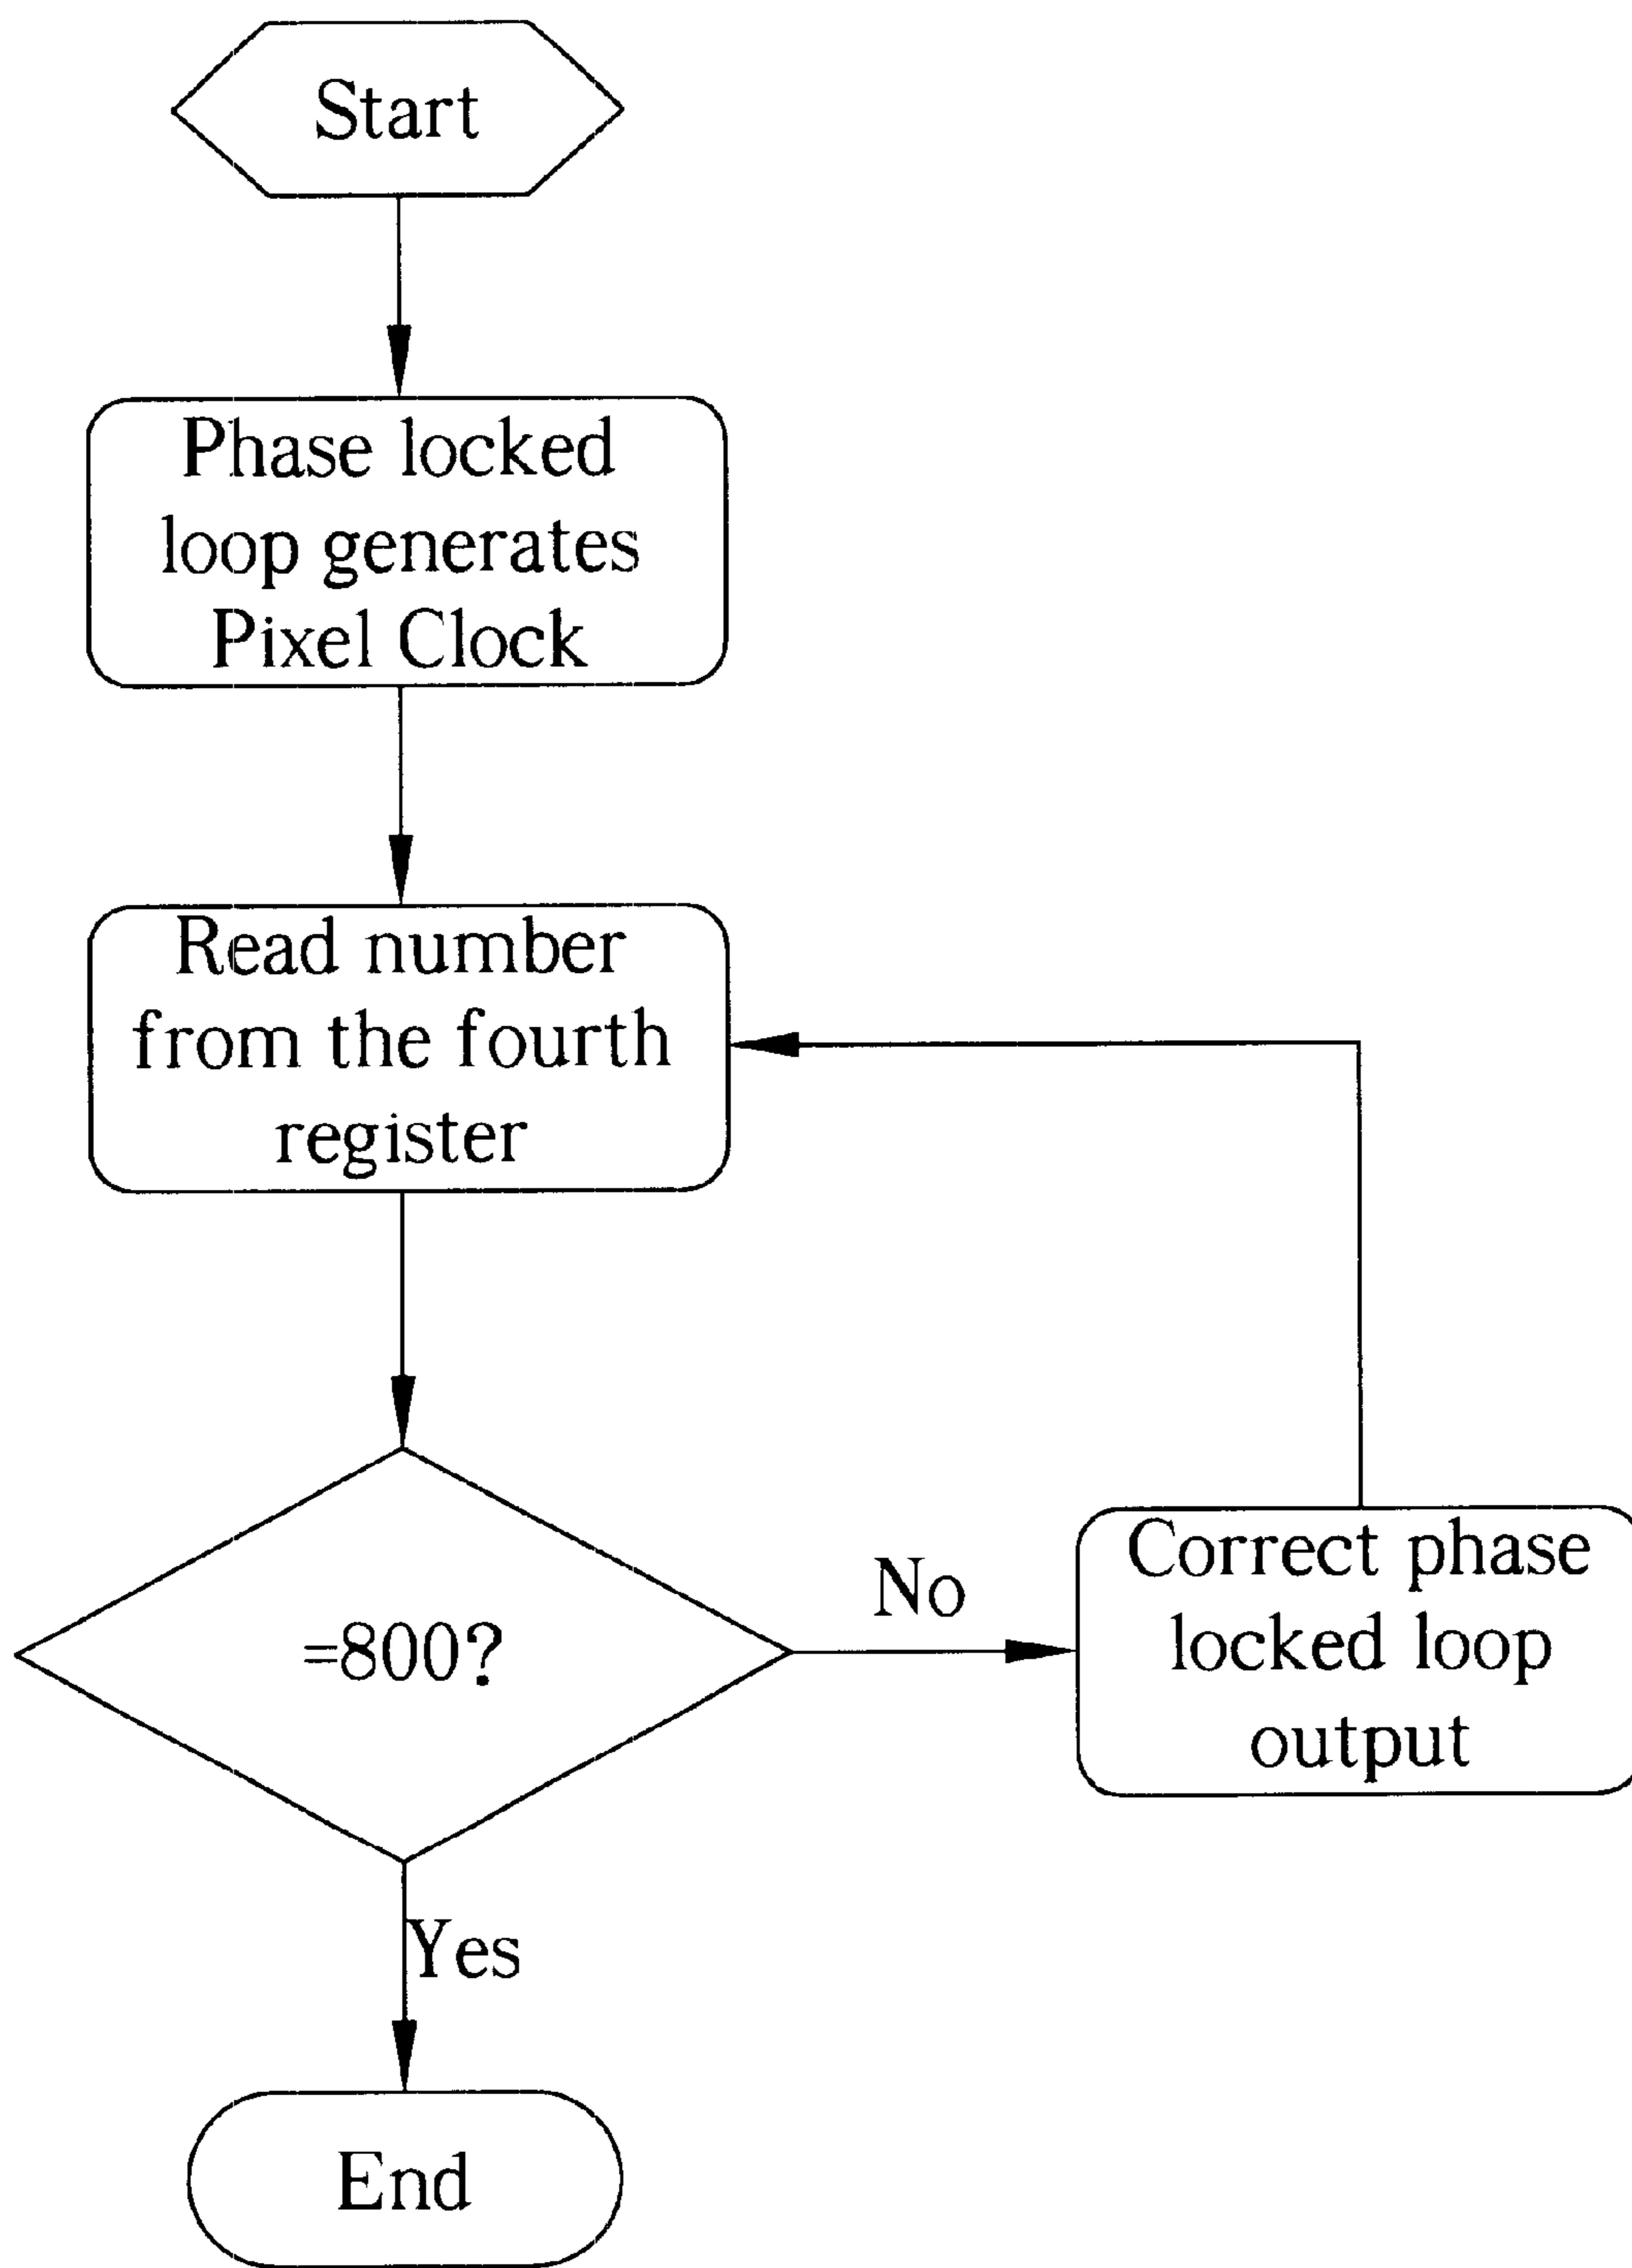 Start
Phase locked
loop generates
Pixel Clock
Read number
from the fourth
register
=800?
No
Correct phase
locked loop
output
Yes
End